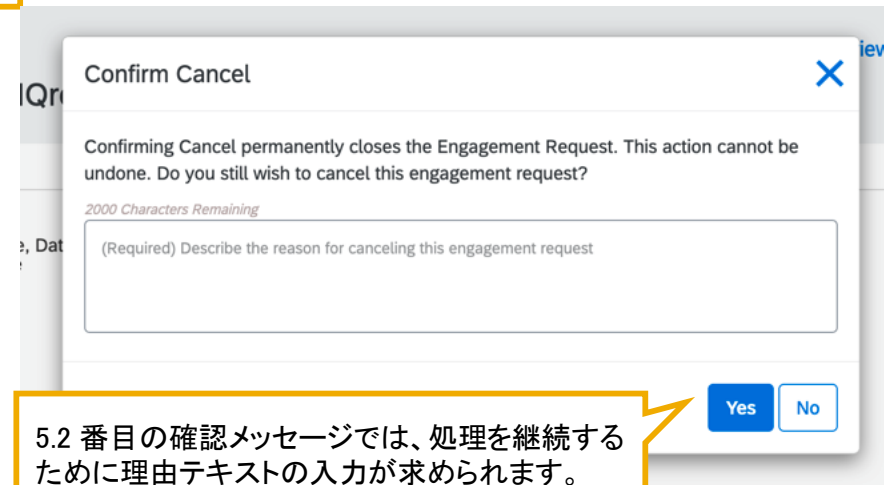 Confirm Cancel
Confirming Cancel permanently closes the Engagement Request. This action cannot be
undone. Do you still wish to cancel this engagement request?
2000 Characters Remaining
(Required) Describe the reason for canceling this engagement request
Yes No
5.2 番目の確認メッセージでは、処理を継続する
ために理由テキストの入力が求められます。